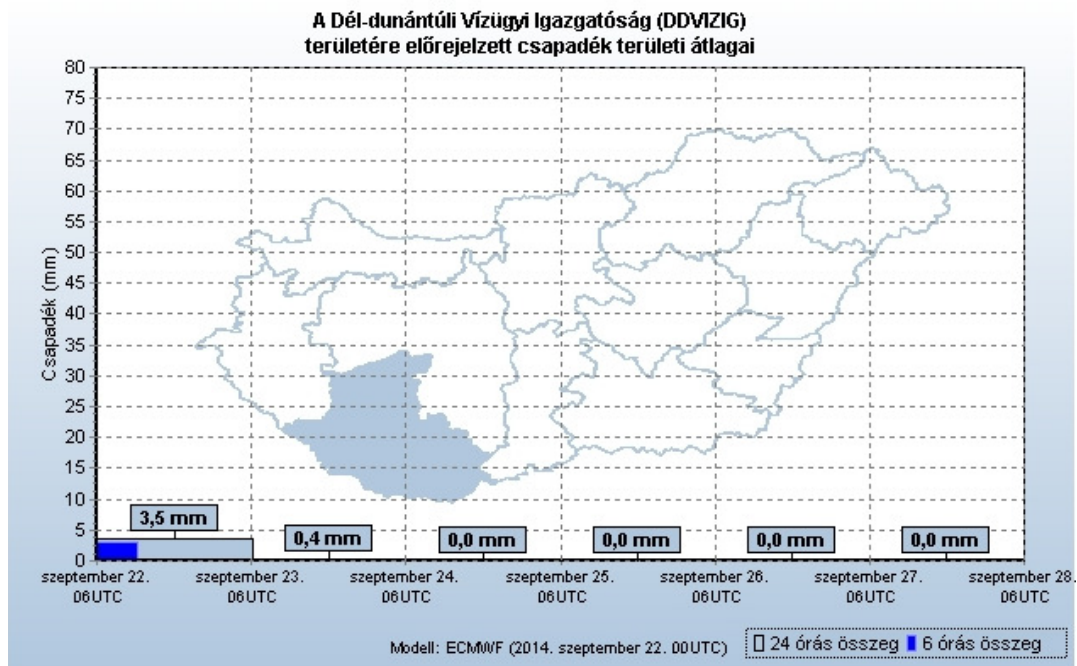 A Dél-dunántúli Vízügyi Igazgatóság (DDVIZIG)
területére előrejelzett csapadék területi átlagai
Csapadék (mm)
80
75
70
65
60
55
50
45
40
35
30
25
20
15
10
5
0
3,5 mm
0,4 mm
0,0 mm
0,0 mm
0,0 mm
0,0 mm
szeptember 22. szeptember 23. szeptember 24. szeptember 25. szeptember 26. szeptember 27. szeptember 28.
06UTC 06UTC 06UTC 06UTC 06UTC 06UTC 06UTC
Modell: ECMWF (2014. szeptember 22. 00UTC)
24 órás összeg 6 órás összeg